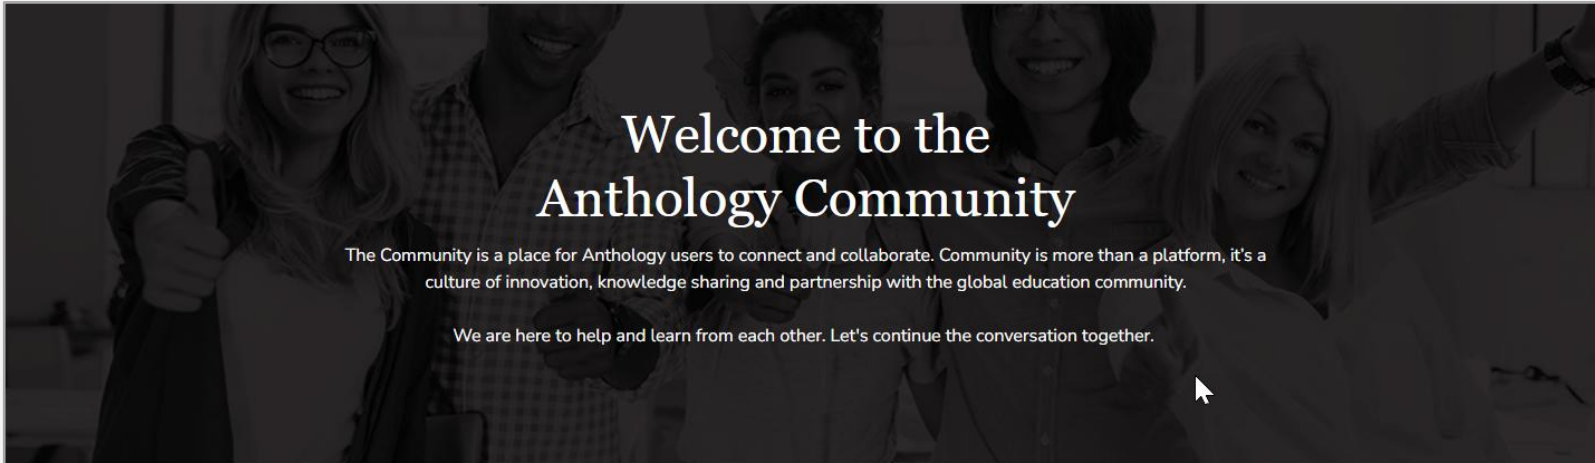 Welcome to the
Anthology Community
The Community is a place for Anthology users to connect and collaborate. Community is more than a platform, it's a
culture of innovation, knowledge sharing and partnership with the global education community.
We are here to help and learn from each other. Let's continue the conversation together.